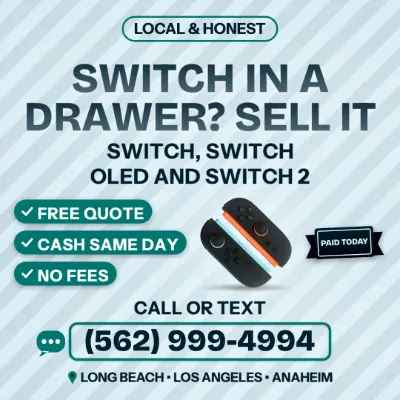 LOCAL & HONEST
SWITCH IN A
DRAWER? SELL IT
SWITCH, SWITCH
OLED AND SWITCH 2
FREE QUOTE
CASH SAME DAY
NO FEES
PAID TODAY
CALL OR TEXT
(562) 999-4994
LONG BEACH • LOS ANGELES • ANAHEIM